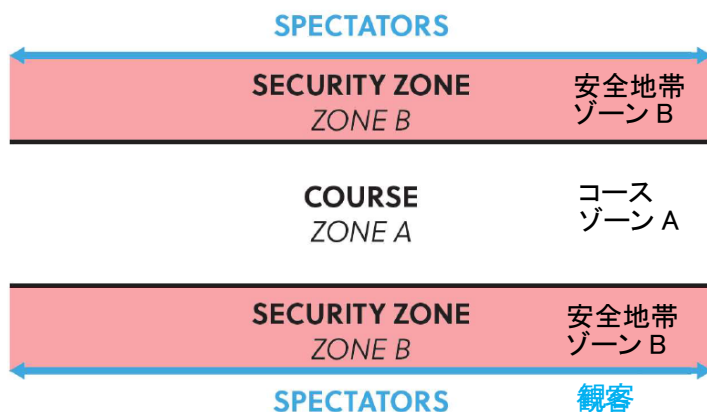 SPECTATORS
SECURITY ZONE
ZONE B
安全地帯
ゾーン B
COURSE
ZONE A
コース
ゾーン A
SECURITY ZONE
ZONE B
安全地帯
ゾーン B
SPECTATORS
観客